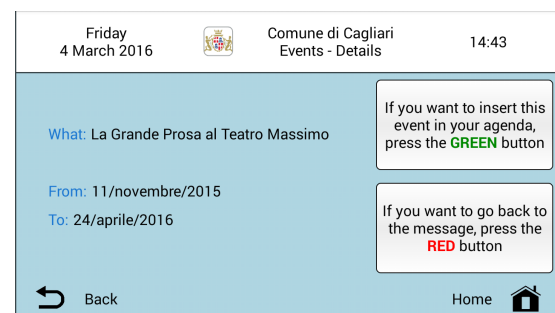 Friday
4 March 2016
Comune di Cagliari
Events - Details
14:43
What: La Grande Prosa al Teatro Massimo
From: 11/novembre/2015
To: 24/aprile/2016
If you want to insert this
event in your agenda,
press the GREEN button
If you want to go back to
the message, press the
RED button
Back
Home